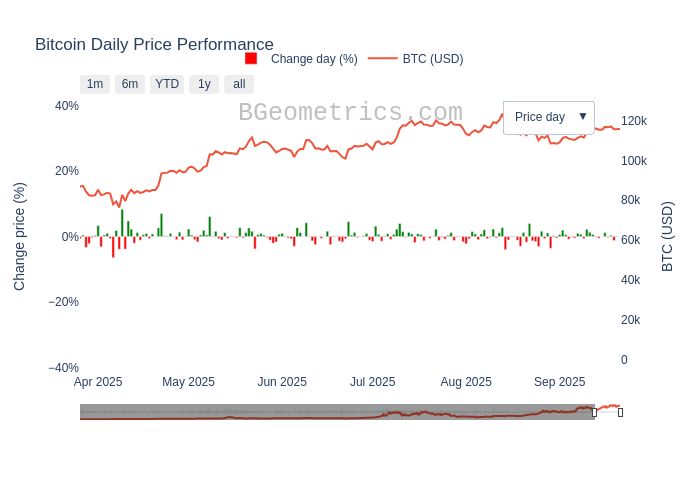 Bitcoin Daily Price Performance
Change day (%)
BTC (USD)
1m
6m
YTD
1y
all
BGeometrics.com
Price day ▼
40%
20%
0%
−20%
−40%
Change price (%)
120k
100k
80k
60k
40k
20k
0
BTC (USD)
Apr 2025
May 2025
Jun 2025
Jul 2025
Aug 2025
Sep 2025